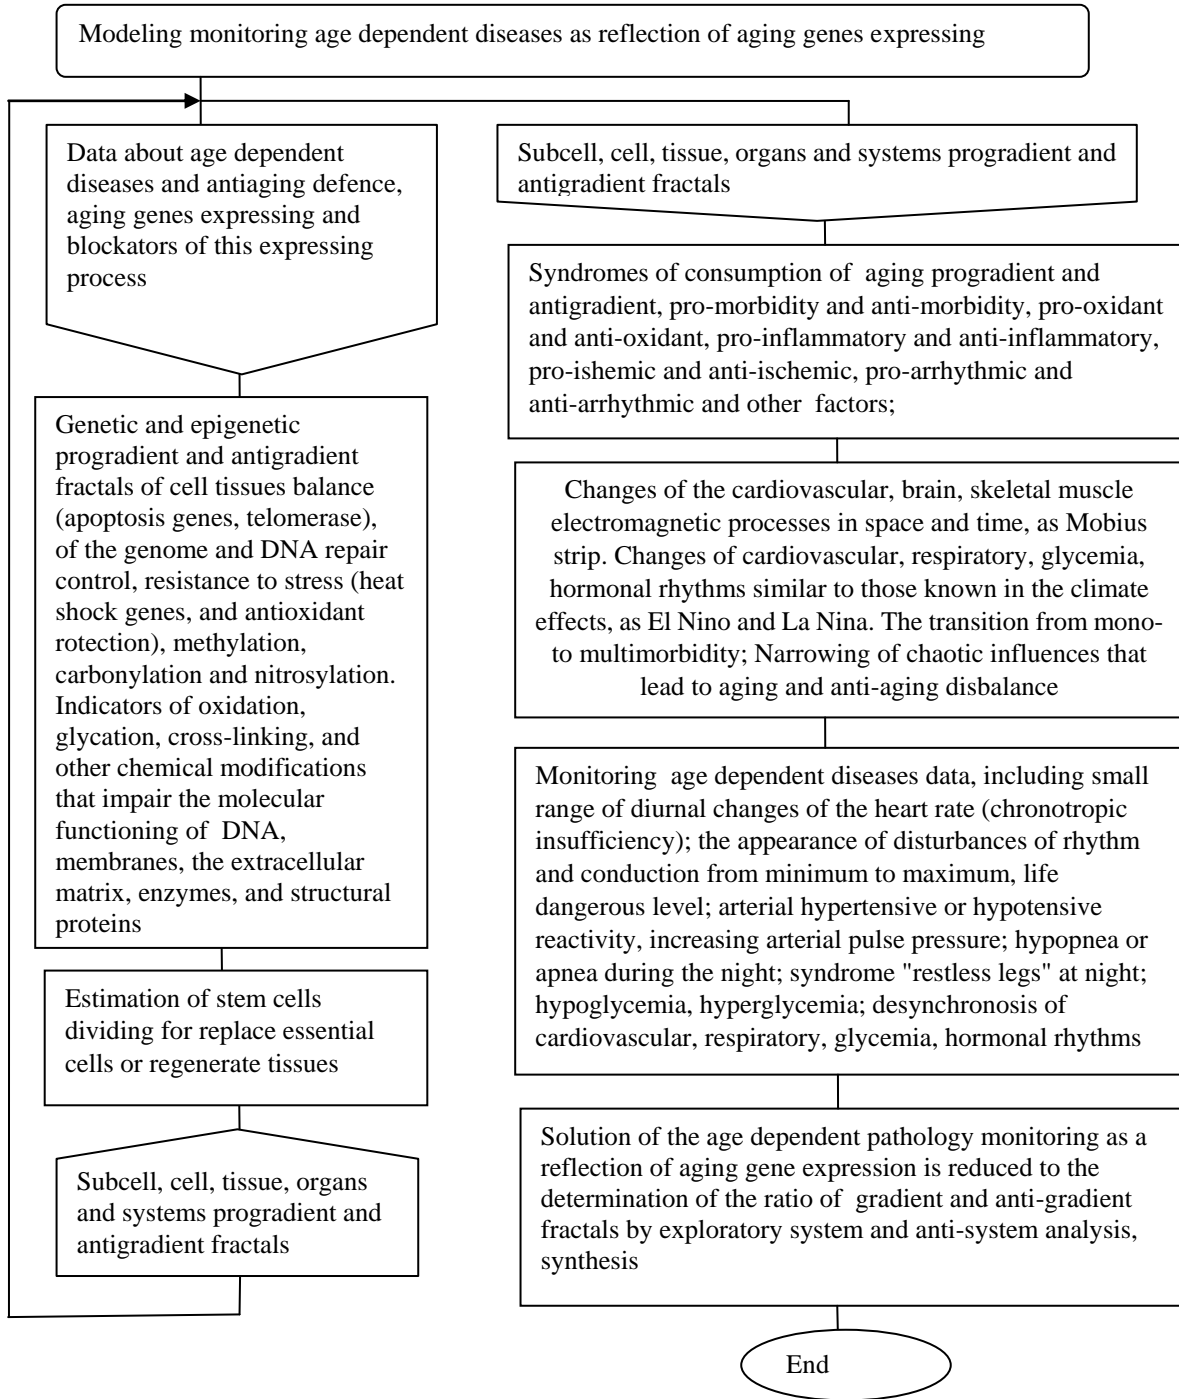 Modeling monitoring age dependent diseases as reflection of aging genes expressing
Data about age dependent
diseases and antiaging defence,
aging genes expressing and
blockators of this expressing
process
Genetic and epigenetic
progradient and antigradient
fractals of cell tissues balance
(apoptosis genes, telomerase),
of the genome and DNA repair
control, resistance to stress (heat
shock genes, and antioxidant
rotection), methylation,
carbonylation and nitrosylation.
Indicators of oxidation,
glycation, cross-linking, and
other chemical modifications
that impair the molecular
functioning of DNA,
membranes, the extracellular
matrix, enzymes, and structural
proteins
Estimation of stem cells
dividing for replace essential
cells or regenerate tissues
Subcell, cell, tissue, organs
and systems progradient and
antigradient fractals
Subcell, cell, tissue, organs and systems progradient and
antigradient fractals
Syndromes of consumption of aging progradient and
antigradient, pro-morbidity and anti-morbidity, pro-oxidant
and anti-oxidant, pro-inflammatory and anti-inflammatory,
pro-ishemic and anti-ischemic, pro-arrhythmic and
anti-arrhythmic and other factors;
Changes of the cardiovascular, brain, skeletal muscle
electromagnetic processes in space and time, as Mobius
strip. Changes of cardiovascular, respiratory, glycemia,
hormonal rhythms similar to those known in the climate
effects, as El Nino and La Nina. The transition from mono-
to multimorbidity; Narrowing of chaotic influences that
lead to aging and anti-aging disbalance
Monitoring age dependent diseases data, including small
range of diurnal changes of the heart rate (chronotropic
insufficiency); the appearance of disturbances of rhythm
and conduction from minimum to maximum, life
dangerous level; arterial hypertensive or hypotensive
reactivity, increasing arterial pulse pressure; hypopnea or
apnea during the night; syndrome "restless legs" at night;
hypoglycemia, hyperglycemia; desynchronosis of
cardiovascular, respiratory, glycemia, hormonal rhythms
Solution of the age dependent pathology monitoring as a
reflection of aging gene expression is reduced to the
determination of the ratio of gradient and anti-gradient
fractals by exploratory system and anti-system analysis,
synthesis
End